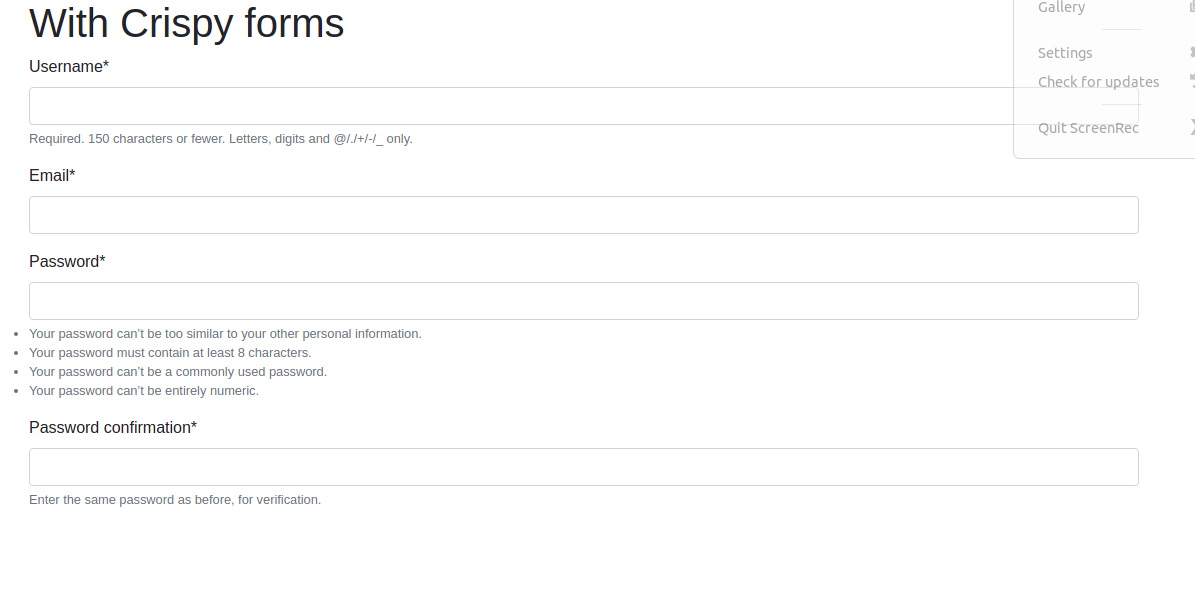 With Crispy forms
Gallery
Username*
Settings
Check for updates
Quit ScreenRec
Required. 150 characters or fewer. Letters, digits and @/./+/-/_ only.
Email*
Password*
Your password can't be too similar to your other personal information.
Your password must contain at least 8 characters.
Your password can't be a commonly used password.
Your password can't be entirely numeric.
Password confirmation*
Enter the same password as before, for verification.